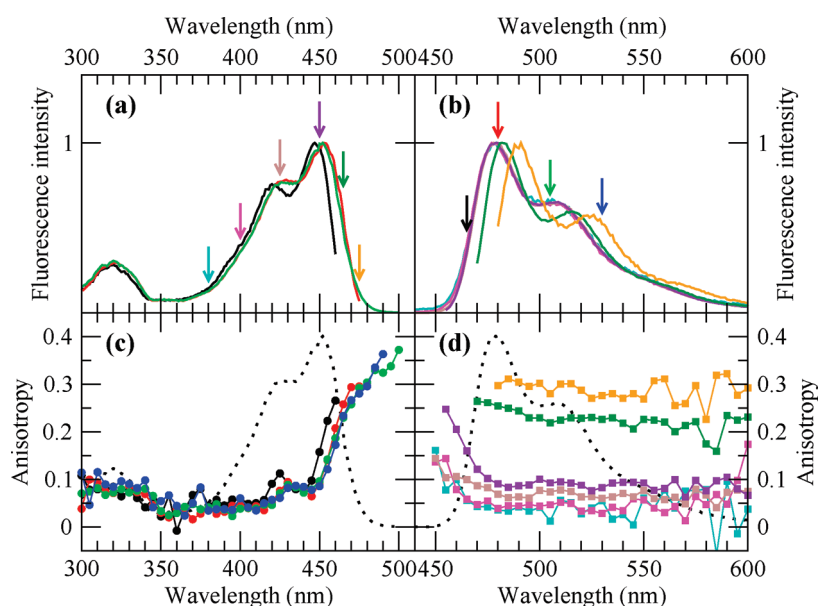 Wavelength (nm) Wavelength (nm)
300 350 400 450 500 450 500 550 600
Fluorescence intensity 1 (a) (b) 1 Fluorescence intensity
Anisotropy (c) (d) Anisotropy
0.4 0.4
0.3 0.3
0.2 0.2
0.1 0.1
0 0
300 350 400 450 500 450 500 550 600
Wavelength (nm) Wavelength (nm)